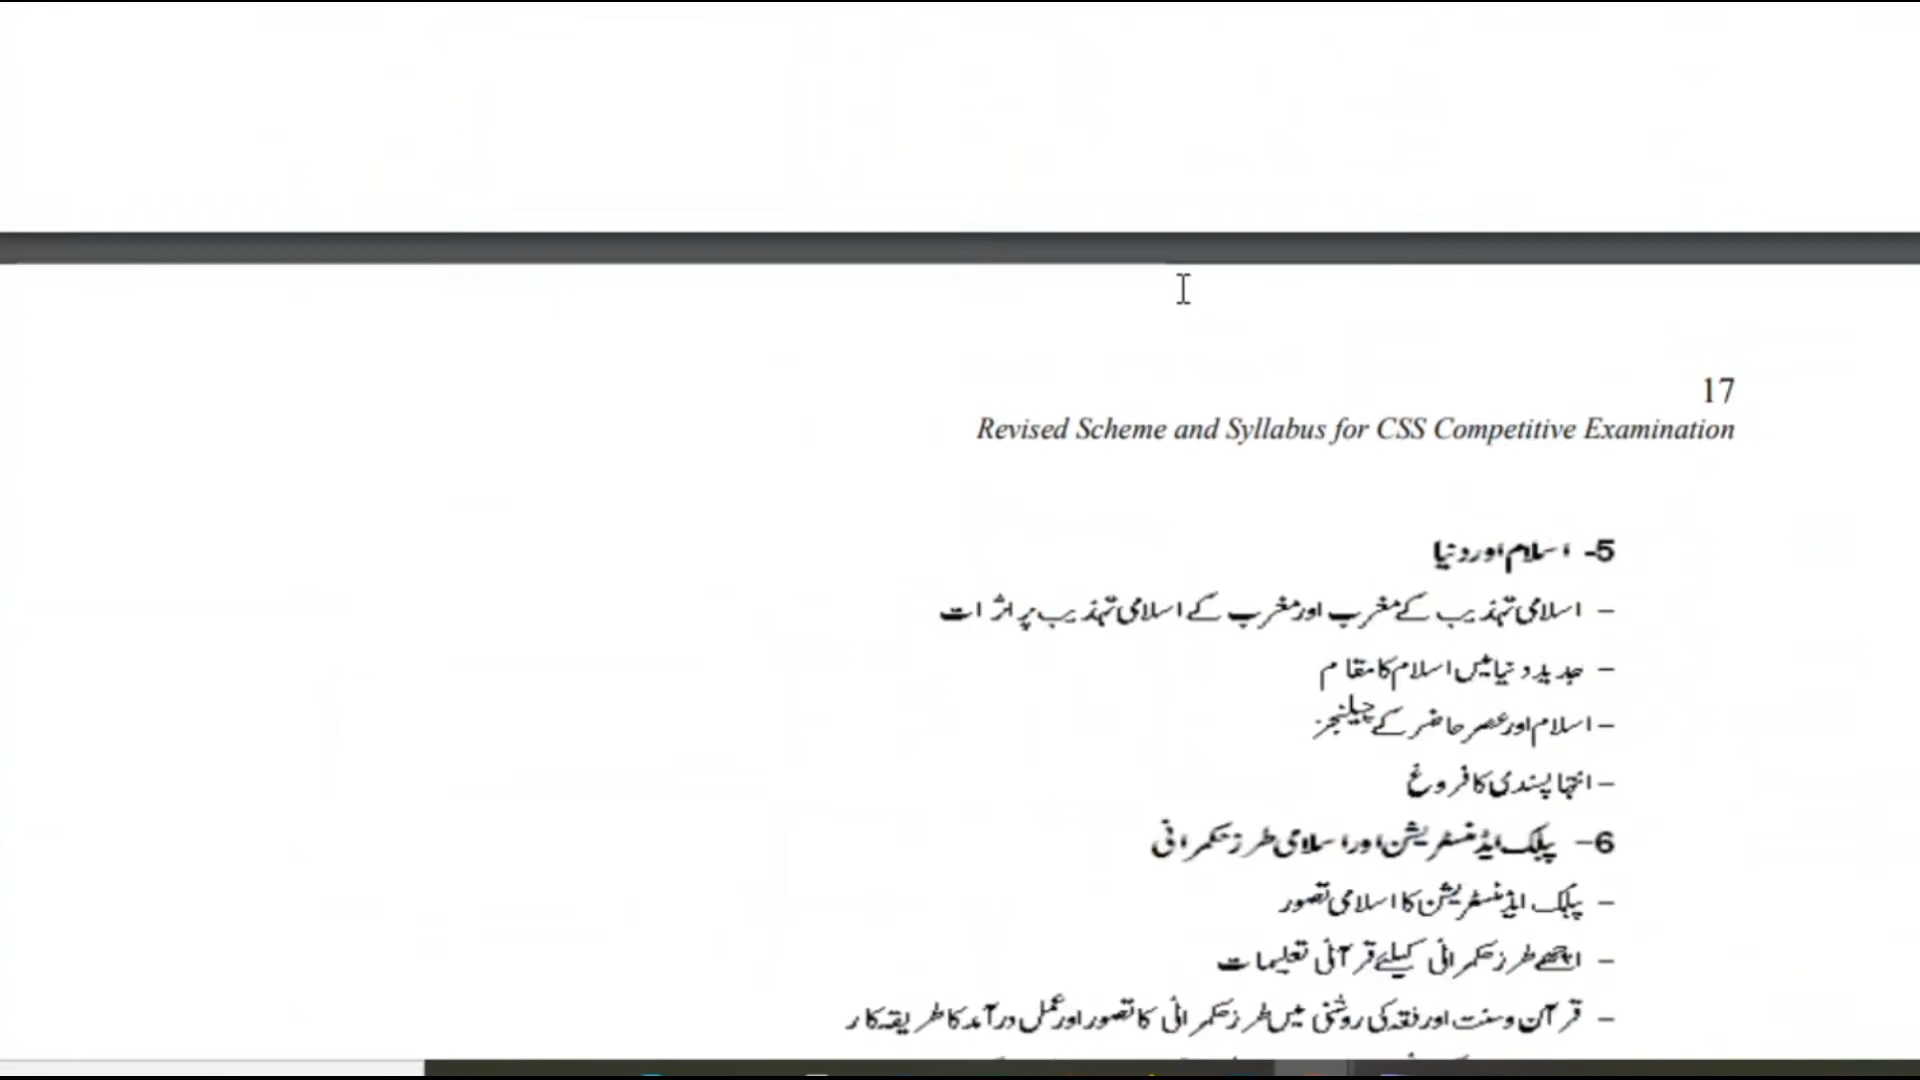 17
Revised Scheme and Syllabus for CSS Competitive Examination
5- اسلام اور دنیا
– اسلامی تہذیب کے مغرب اور مغرب کے اسلامی تہذیب پر اثرات
– جدید دنیا میں اسلام کا مقام
– اسلام اور عصر حاضر کے چیلنجز
– انتہا پسندی کا فروغ
6– پبلک ایڈمنسٹریشن اور اسلامی طرز حکمرانی
– پبلک ایڈمنسٹریشن کا اسلامی تصور
– اچھے طرز حکمرانی کیلئے قرآنی تعلیمات
– قرآن و سنت اور فقہ کی روشنی میں طرز حکمرانی کا تصور اور عمل درآمد کا طریقہ کار